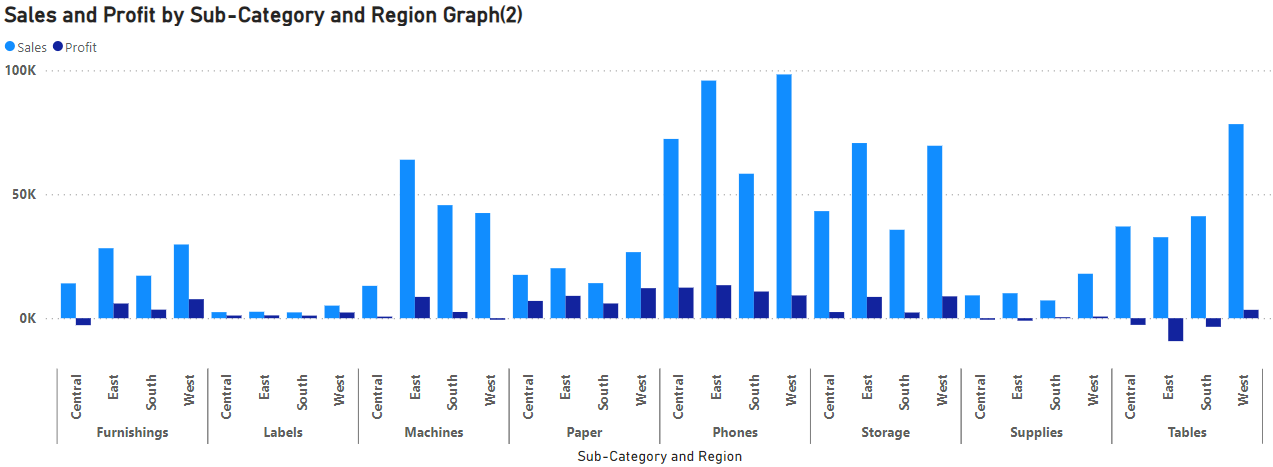 Sales and Profit by Sub-Category and Region Graph(2)
Sales Profit
100K
50K
0K
Central East South West Central East South West Central East South West Central East South West Central East South West Central East South West Central East South West Central East South West
Furnishings Labels Machines Paper Phones Storage Supplies Tables
Sub-Category and Region